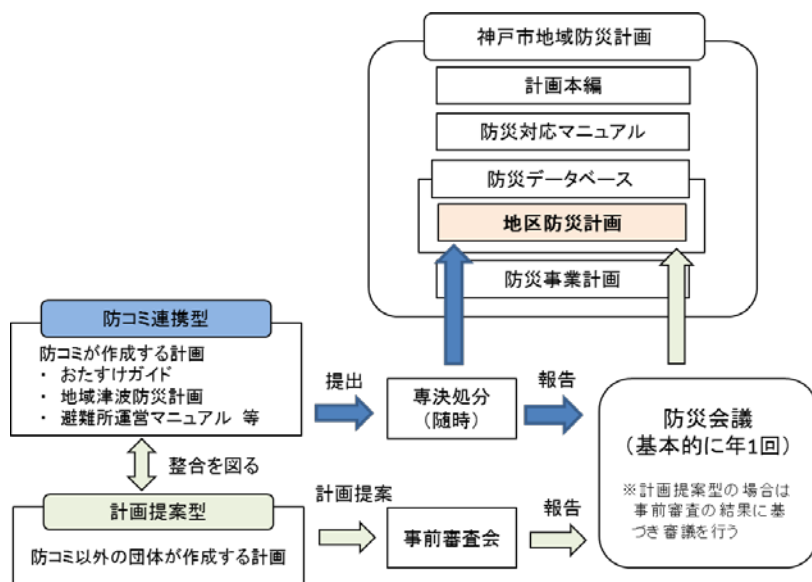 神戸市地域防災計画
計画本編
防災対応マニュアル
防災データベース
地区防災計画
防災事業計画
防コミ連携型
防コミが作成する計画
・ おたすけガイド
・ 地域津波防災計画
・ 避難所運営マニュアル 等
提出
専決処分
（随時）
報告
防災会議
（基本的に年1回）
※計画提案型の場合は
事前審査の結果に基
づき審議を行う
整合を図る
計画提案型
防コミ以外の団体が作成する計画
計画提案
事前審査会
報告